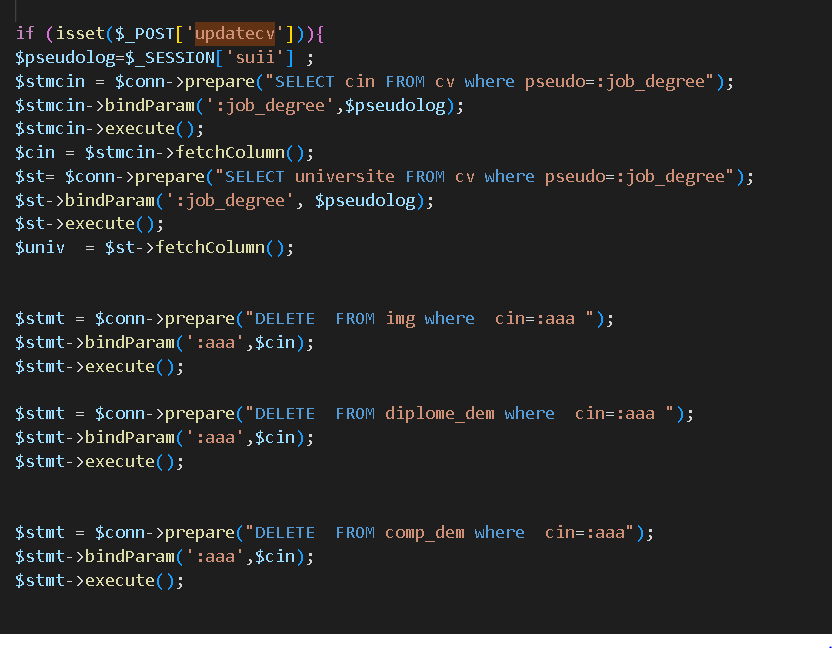 if (isset($_POST['updatecv'])){
$pseudolog=$_SESSION['suii'] ;
$stmcin = $conn->prepare("SELECT cin FROM cv where pseudo=:job_degree");
$stmcin->bindParam(':job_degree',$pseudolog);
$stmcin->execute();
$cin = $stmcin->fetchColumn();
$st= $conn->prepare("SELECT universite FROM cv where pseudo=:job_degree");
$st->bindParam(':job_degree', $pseudolog);
$st->execute();
$univ  = $st->fetchColumn();
$stmt = $conn->prepare("DELETE  FROM img where  cin=:aaa ");
$stmt->bindParam(':aaa',$cin);
$stmt->execute();
$stmt = $conn->prepare("DELETE  FROM diplome_dem where  cin=:aaa ");
$stmt->bindParam(':aaa',$cin);
$stmt->execute();
$stmt = $conn->prepare("DELETE  FROM comp_dem where  cin=:aaa");
$stmt->bindParam(':aaa',$cin);
$stmt->execute();